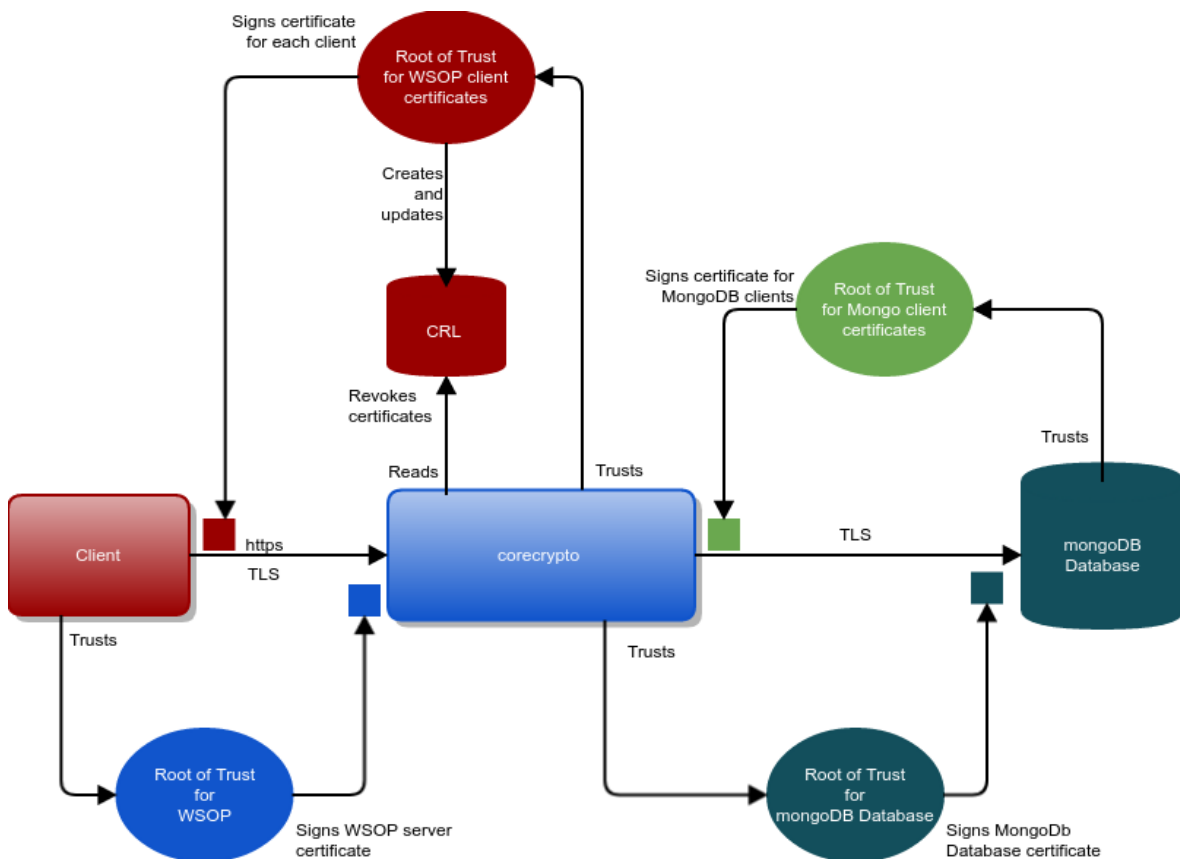 Signs certificate
for each client
Root of Trust
for WSOP client
certificates
Creates
and
updates
Signs certificate for
MongoDB clients
Root of Trust
for Mongo client
certificates
CRL
Revokes
certificates
Reads
Trusts
Trusts
Client
https
TLS
corecrypto
TLS
mongoDB
Database
Trusts
Trusts
Root of Trust
for
WSOP
Signs WSOP server
certificate
Root of Trust
for
mongoDB Database
Signs MongoDb
Database certificate